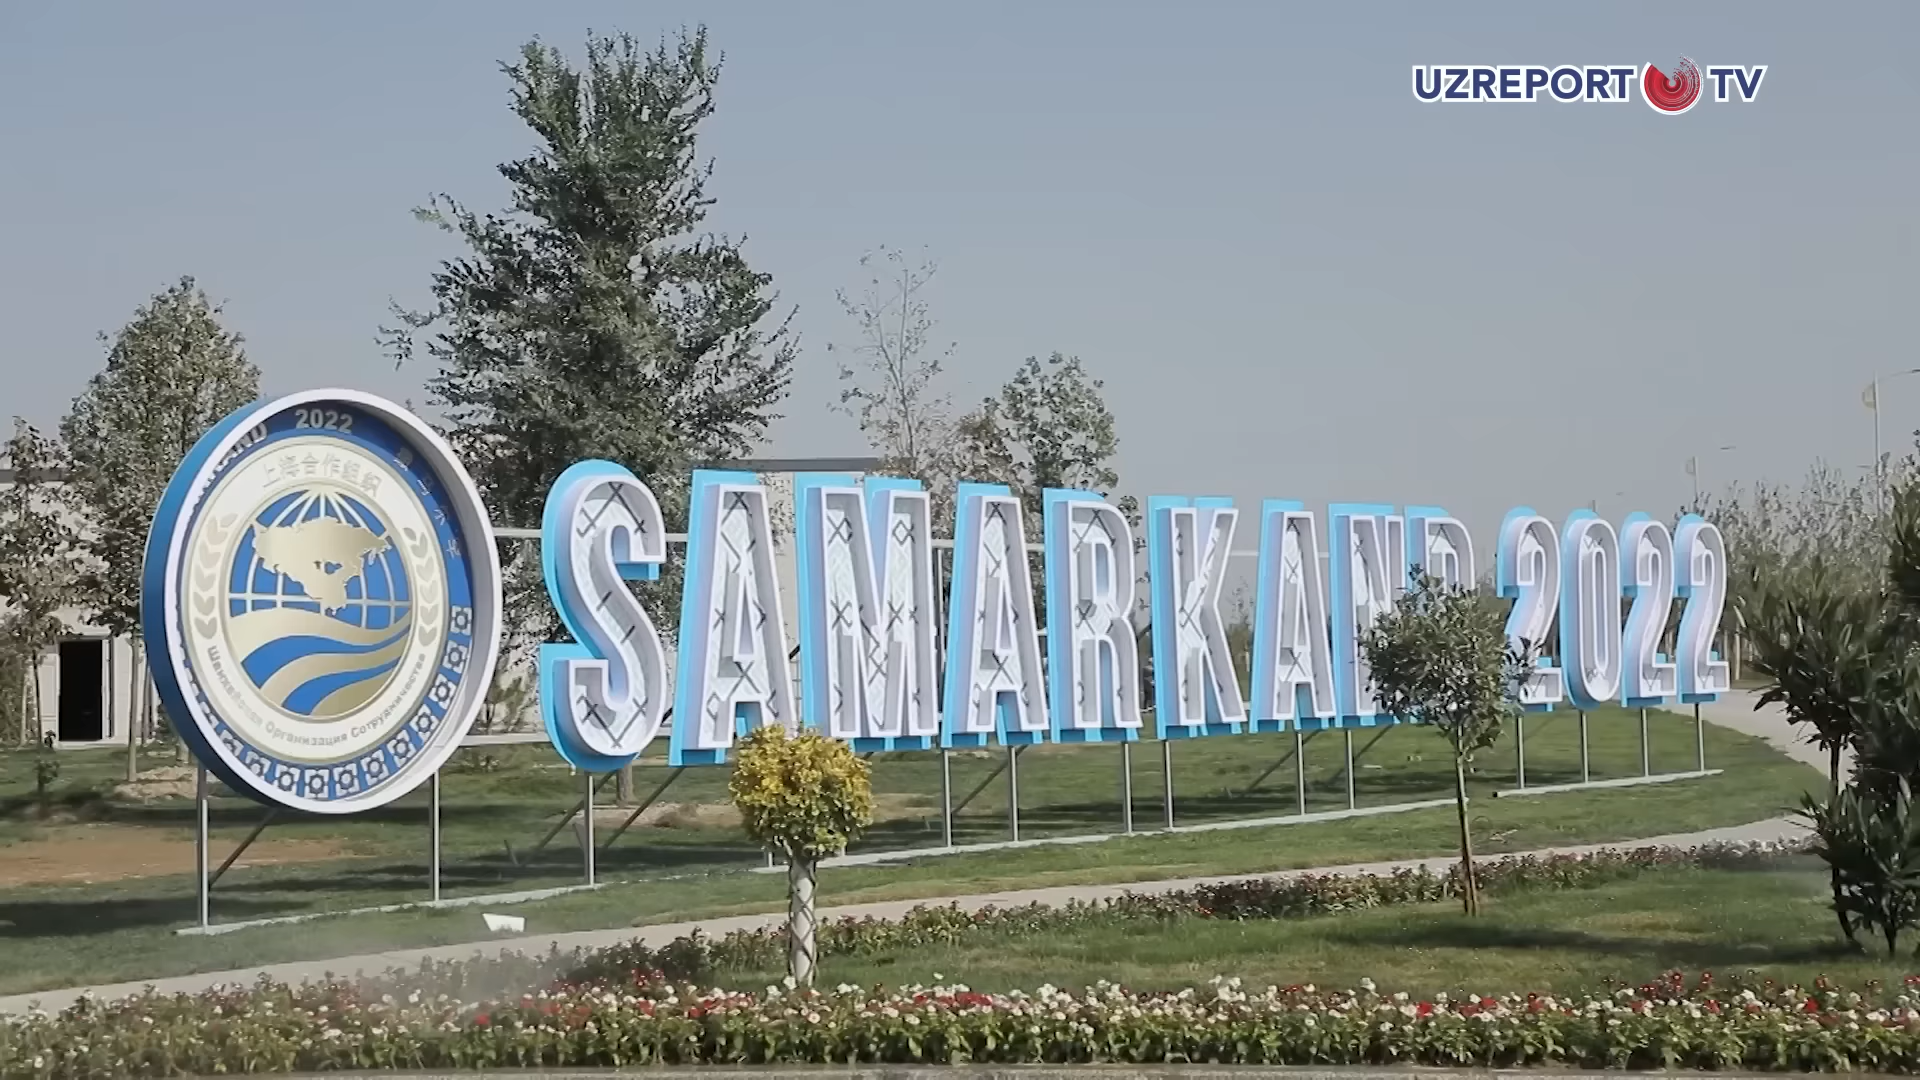 UZREPORT TV
2022
上海合作组织
Шанхайская Организация Сотрудничества
SAMARKAND 2022